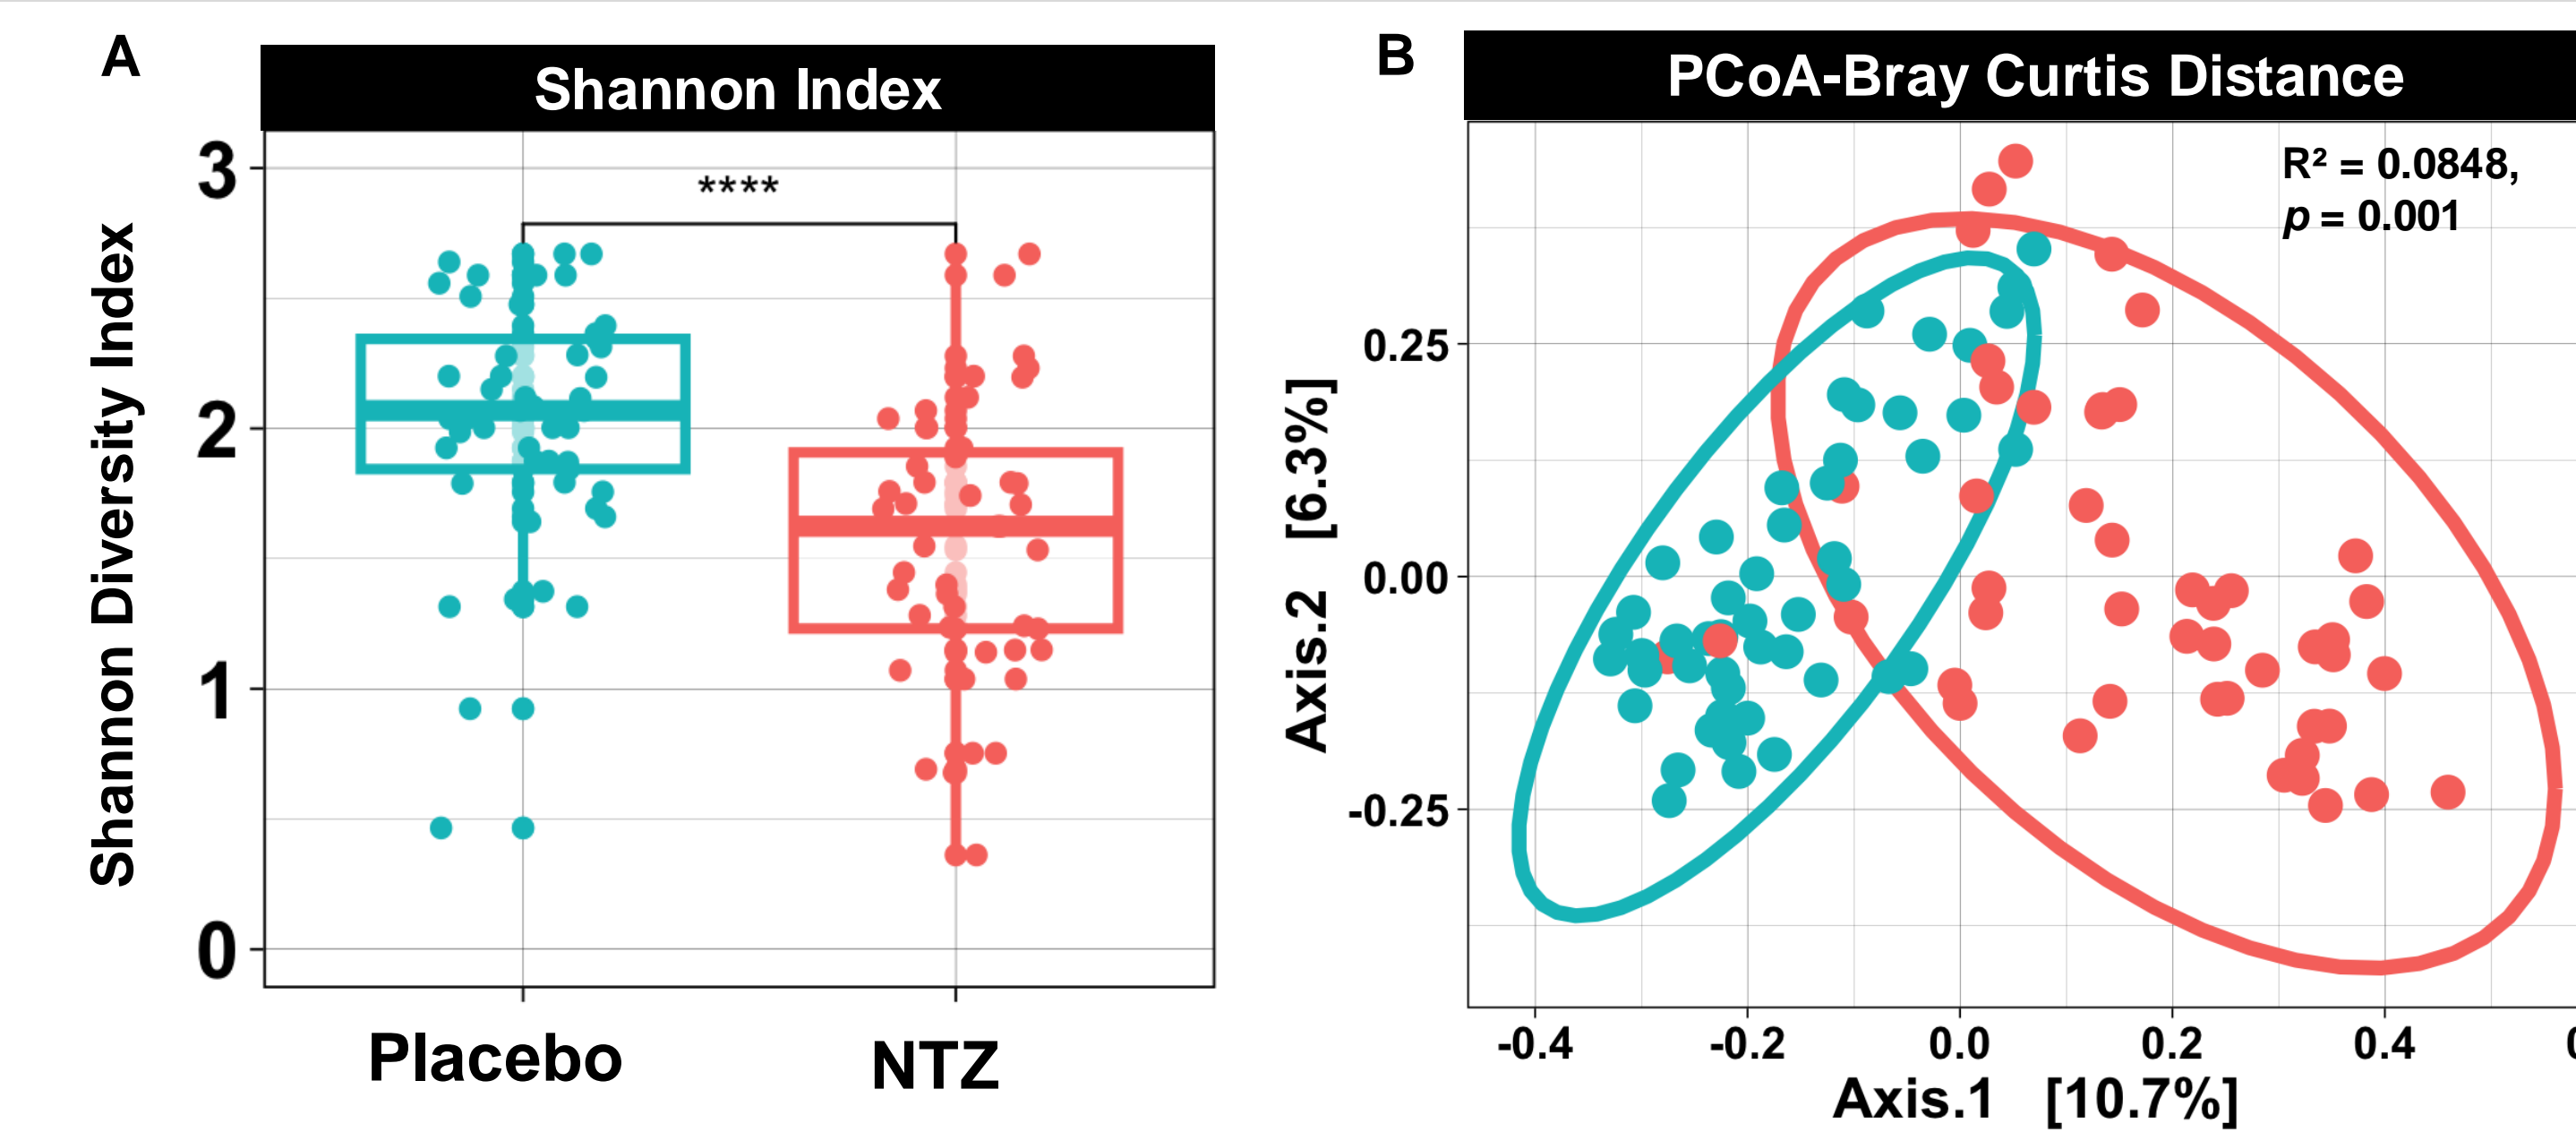 A
Shannon Index
3
2
1
0
Shannon Diversity Index
****
Placebo
NTZ
B
PCoA-Bray Curtis Distance
R² = 0.0848,
p = 0.001
0.25
0.00
-0.25
Axis.2 [6.3%]
-0.4
-0.2
0.0
0.2
0.4
Axis.1 [10.7%]